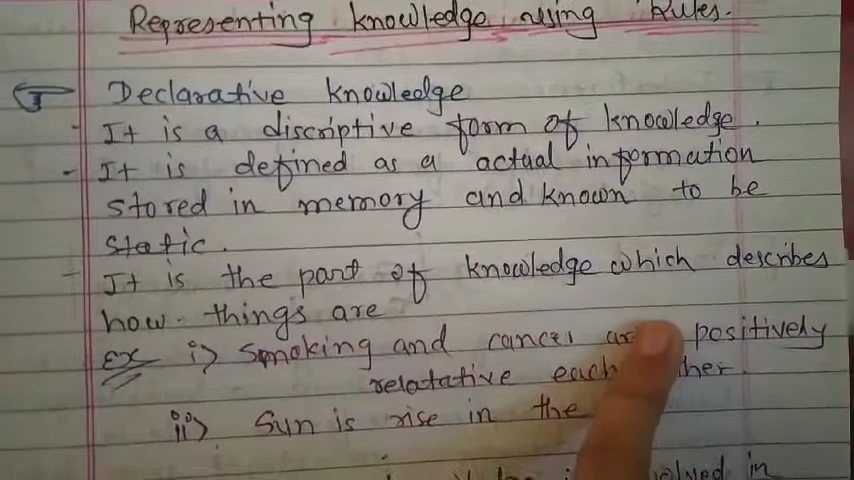 Representing knowledge using Rules.
I Declarative knowledge
- It is a discriptive form of knowledge.
- It is defined as a actual information
stored in memory and known to be
static.
- It is the part of knowledge which describes
how things are
Ex i) Smoking and cancer positively
relatative each
ii) Sun is rise in the
in